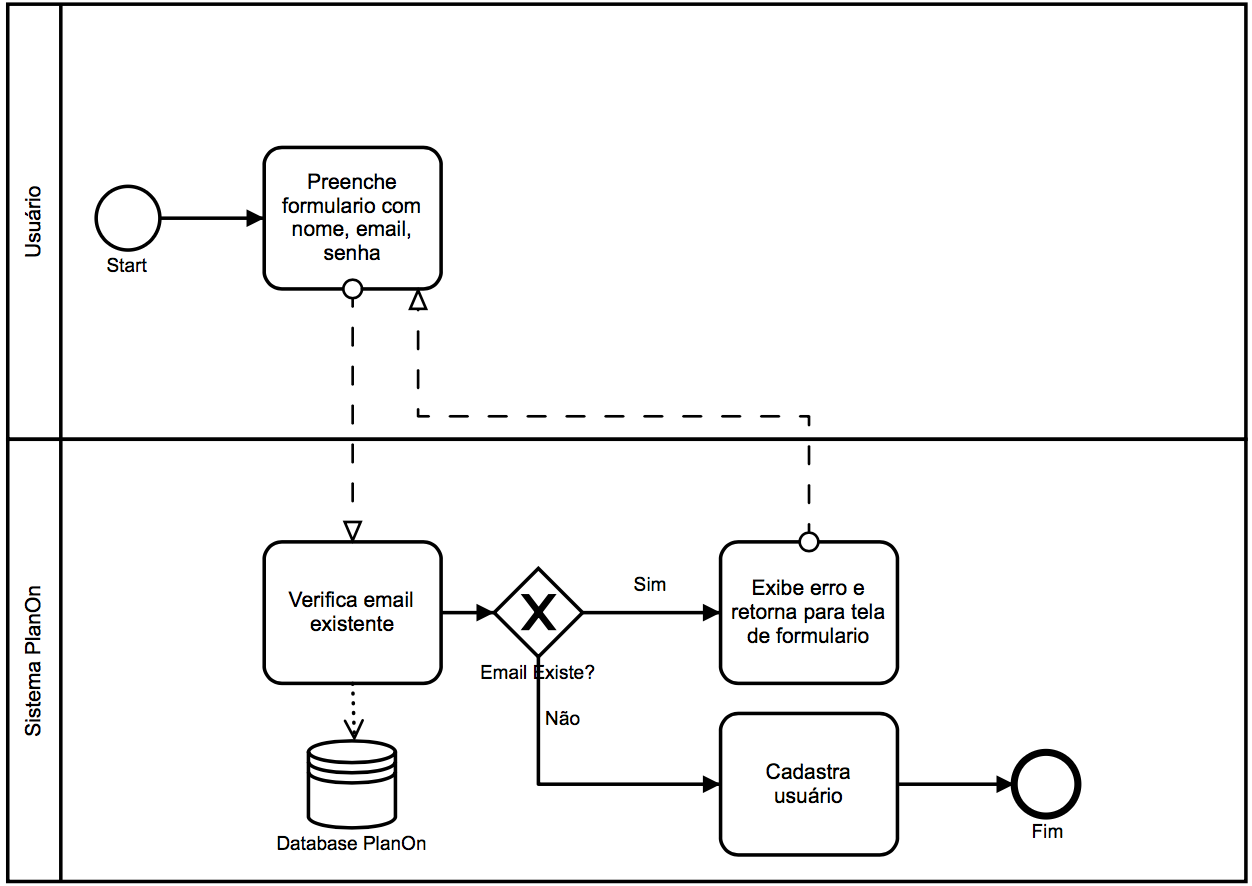 Usuário
Start
Preenche
formulario com
nome, email,
senha
Sistema PlanOn
Verifica email
existente
Email Existe?
Sim
Exibe erro e
retorna para tela
de formulario
Não
Cadastra
usuário
Fim
Database PlanOn